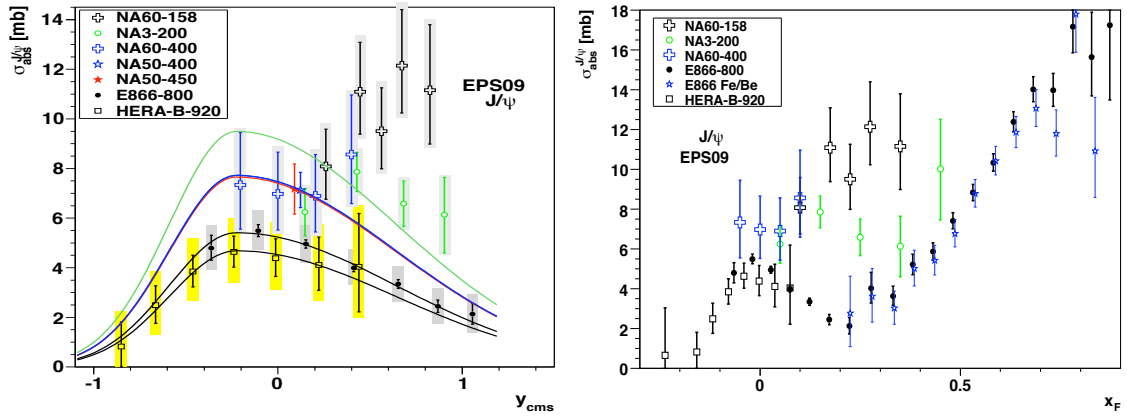 σ_abs^J/ψ [mb]
14
12
10
8
6
4
2
0
NA60-158
NA3-200
NA60-400
NA50-400
NA50-450
E866-800
HERA-B-920
EPS09
J/ψ
-1
0
1
y_cms
σ_abs^J/ψ [mb]
18
16
14
12
10
8
6
4
2
0
NA60-158
NA3-200
NA60-400
E866-800
E866 Fe/Be
HERA-B-920
J/ψ
EPS09
0
0.5
x_F